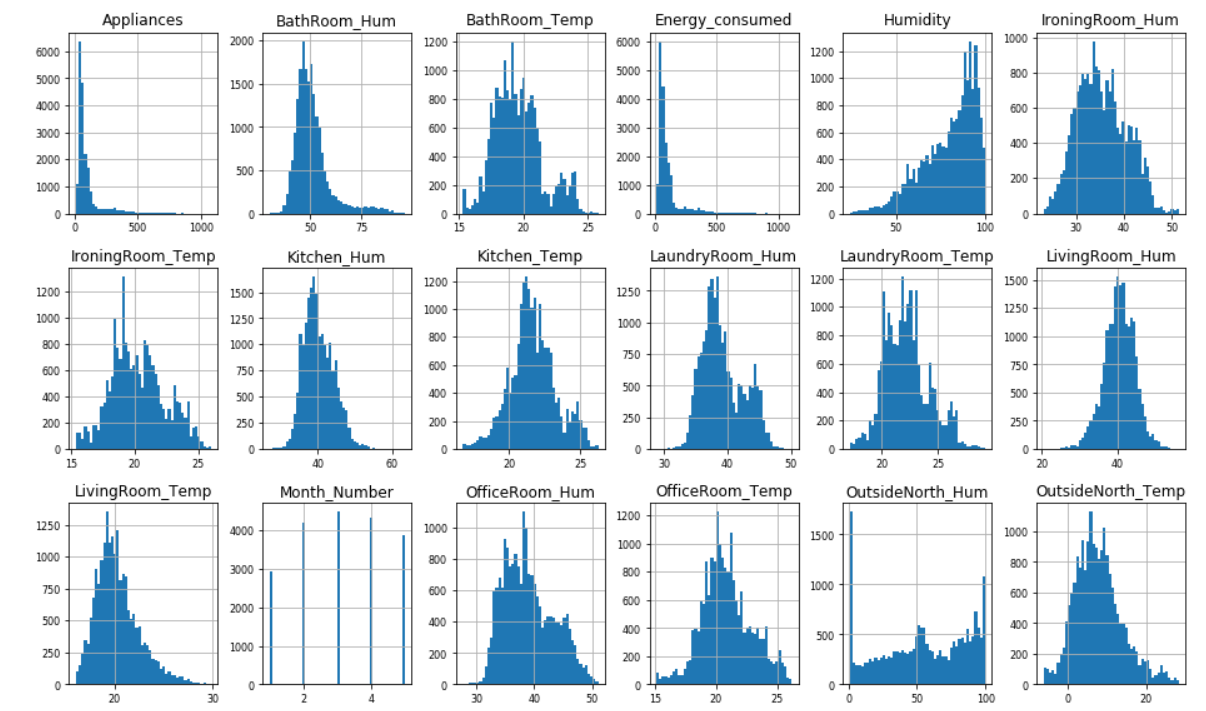 Appliances BathRoom_Hum BathRoom_Temp Energy_consumed Humidity IroningRoom_Hum
6000 5000 4000 3000 2000 1000 0
0 500 1000
2000 1500 1000 500 0
50 75
1200 1000 800 600 400 200 0
15 20 25
6000 5000 4000 3000 2000 1000 0
0 500 1000
1200 1000 800 600 400 200 0
50 100
1000 800 600 400 200 0
30 40 50
IroningRoom_Temp Kitchen_Hum Kitchen_Temp LaundryRoom_Hum LaundryRoom_Temp LivingRoom_Hum
1200 1000 800 600 400 200 0
15 20 25
1500 1250 1000 750 500 250 0
40 60
1200 1000 800 600 400 200 0
20 25
1250 1000 750 500 250 0
30 40 50
1200 1000 800 600 400 200 0
20 25
1500 1250 1000 750 500 250 0
20 40
LivingRoom_Temp Month_Number OfficeRoom_Hum OfficeRoom_Temp OutsideNorth_Hum OutsideNorth_Temp
1250 1000 750 500 250 0
20 30
4000 3000 2000 1000 0
2 4
1000 800 600 400 200 0
30 40 50
1200 1000 800 600 400 200 0
15 20 25
1500 1000 500 0
0 50 100
1000 800 600 400 200 0
0 20